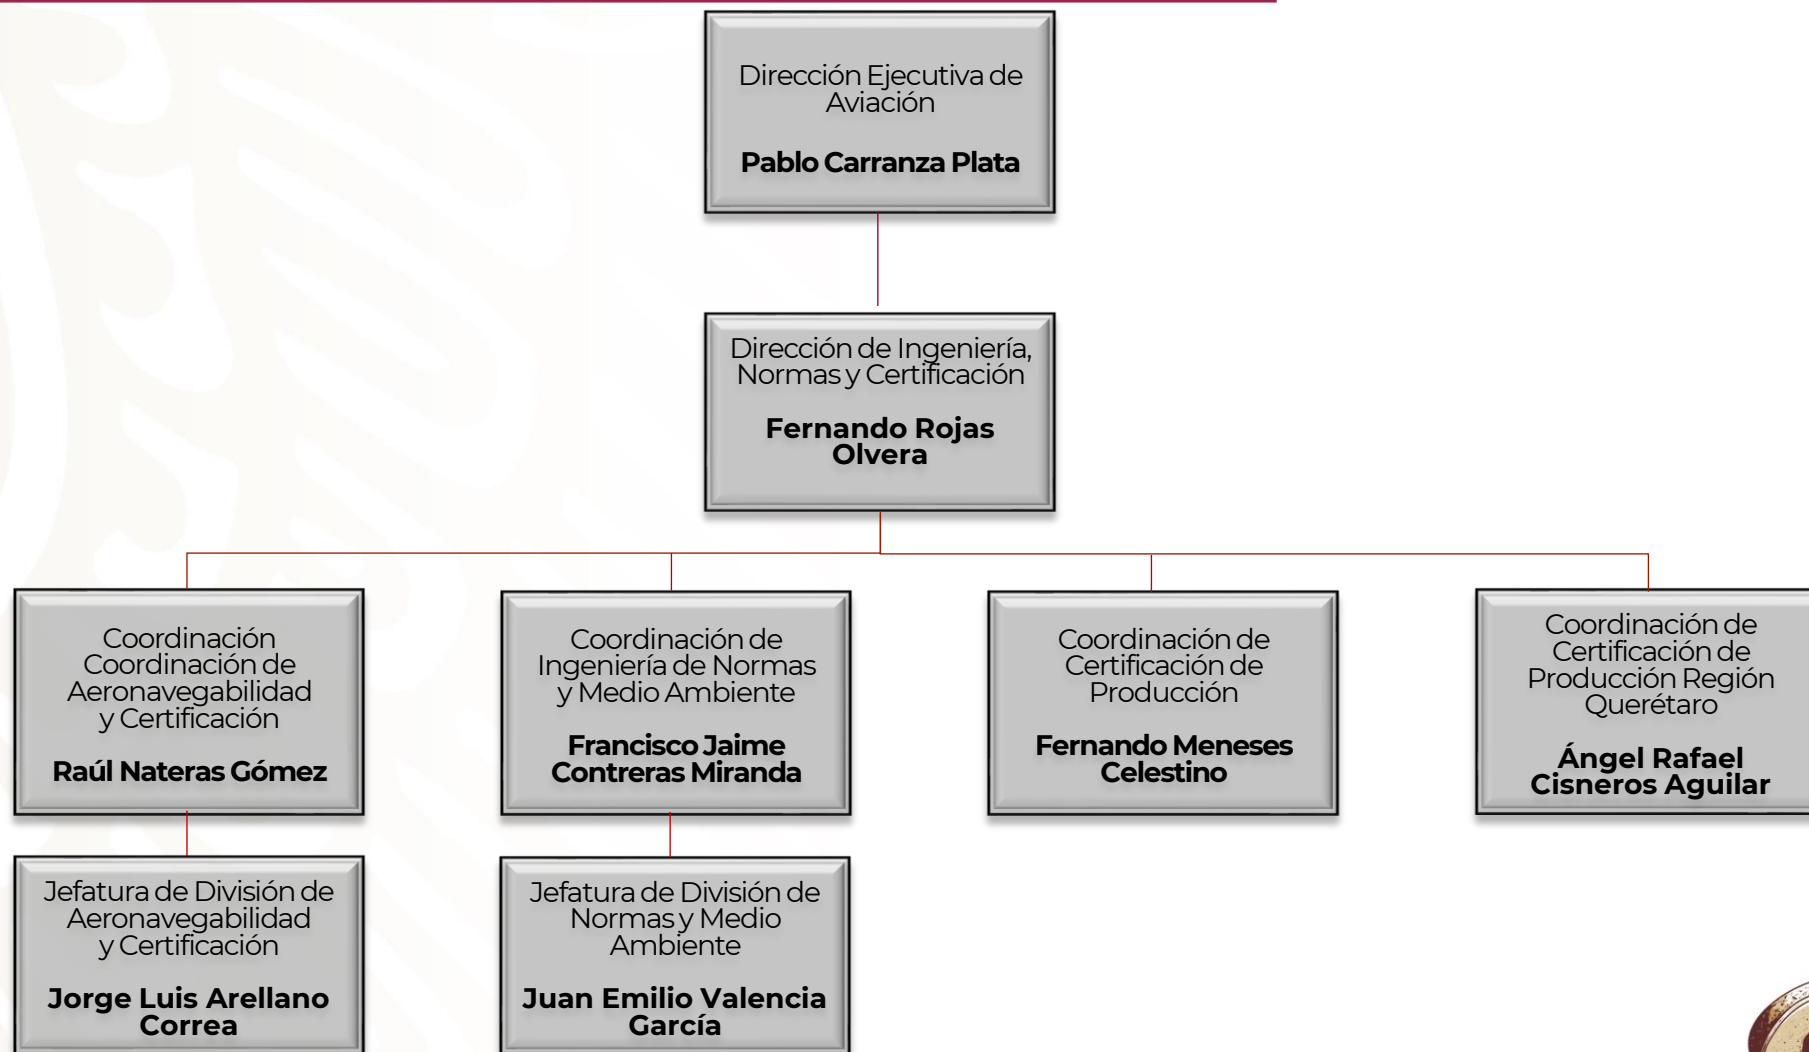 Dirección Ejecutiva de
Aviación
Pablo Carranza Plata
Dirección de Ingeniería,
Normas y Certificación
Fernando Rojas
Olvera
Coordinación
Coordinación de
Aeronavegabilidad
y Certificación
Raúl Nateras Gómez
Coordinación de
Ingeniería de Normas
y Medio Ambiente
Francisco Jaime
Contreras Miranda
Coordinación de
Certificación de
Producción
Fernando Meneses
Celestino
Coordinación de
Certificación de
Producción Región
Querétaro
Ángel Rafael
Cisneros Aguilar
Jefatura de División de
Aeronavegabilidad
y Certificación
Jorge Luis Arellano
Correa
Jefatura de División de
Normas y Medio
Ambiente
Juan Emilio Valencia
García